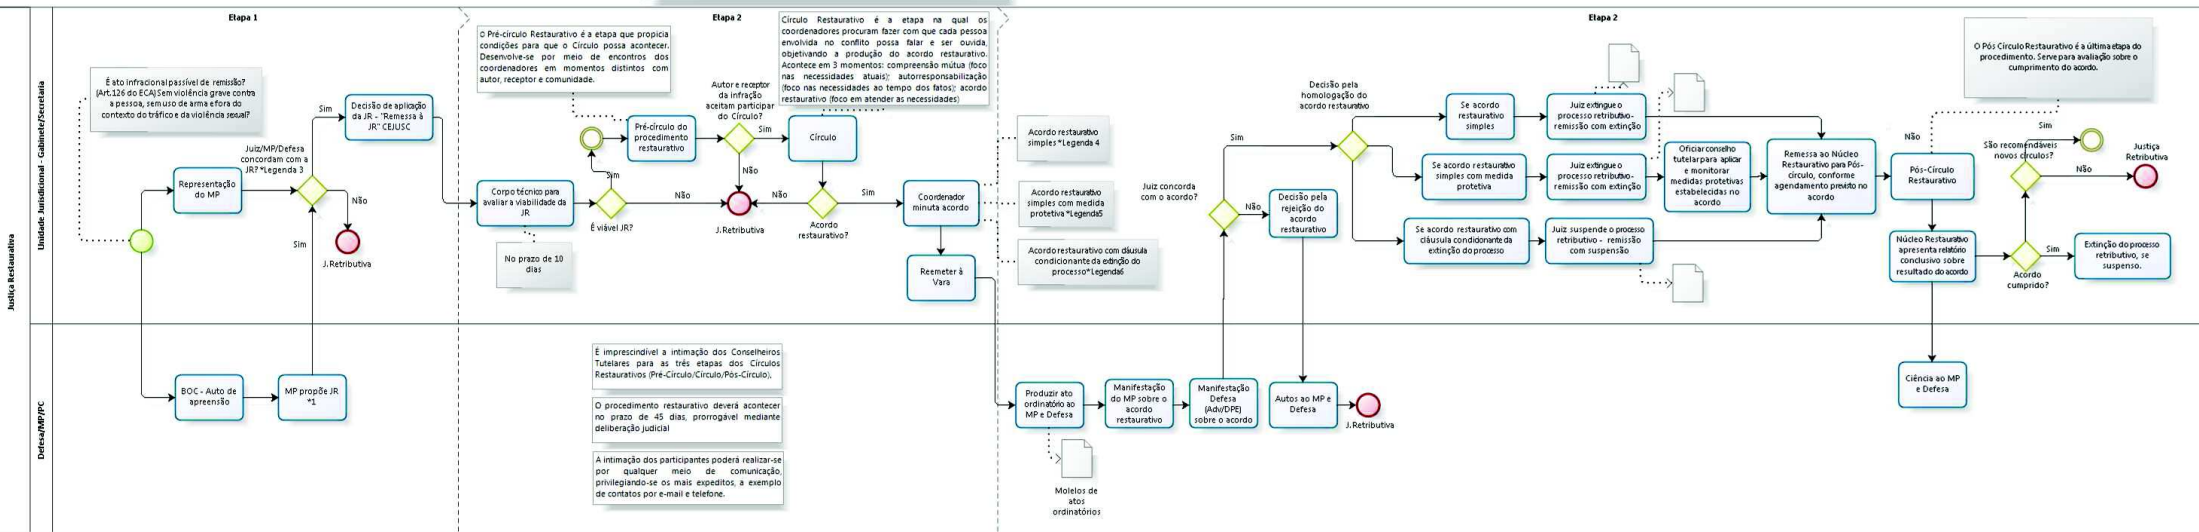 Justiça Restaurativa
Unidade Jurisdicional - Gabinete/Secretaria
Defesa/MP/PC
Etapa 1
É ato infracional passível de remissão?
(Art.126 do ECA) Sem violência grave contra
a pessoa, sem uso de arma e fora do
contexto do tráfico e da violência sexual?
Representação
do MP
Juiz/MP/Defesa
concordam com a
JR? *Legenda 3
Sim
Decisão de aplicação
da JR - "Remessa à
JR" CEJUSC
Não
J. Retributiva
Sim
BOC - Auto de
apreensão
MP propõe JR
*1
Etapa 2
O Pré-circulo Restaurativo é a etapa que propicia
condições para que o Círculo possa acontecer.
Desenvolve-se por meio de encontros dos
coordenadores em momentos distintos com
autor, receptor e comunidade.
Círculo Restaurativo é a etapa na qual os
coordenadores procuram fazer com que cada pessoa
envolvida no conflito possa falar e ser ouvida,
objetivando a produção do acordo restaurativo.
Acontece em 3 momentos: compreensão mútua (foco
nas necessidades atuais); autorresponsabilização
(foco nas necessidades ao tempo dos fatos); acordo
restaurativo (foco em atender as necessidades)
Corpo técnico para
avaliar a viabilidade da
JR
No prazo de 10
dias
Sim
É viável JR?
Não
Pré-círculo do
procedimento
restaurativo
Autor e receptor
da infração
aceitam participar
do Círculo?
Sim
Não
J. Retributiva
Círculo
Não
Acordo
restaurativo?
Sim
Coordenador
minuta acordo
Reemeter à
Vara
Acordo restaurativo
simples *Legenda 4
Acordo restaurativo
simples com medida
protetiva *Legenda5
Acordo restaurativo com cláusula
condicionante da extinção do
processo*Legenda6
É imprescindível a intimação dos Conselheiros
Tutelares para as três etapas dos Círculos
Restaurativos (Pré-Círculo/Círculo/Pós-Círculo),
O procedimento restaurativo deverá acontecer
no prazo de 45 dias, prorrogável mediante
deliberação judicial
A intimação dos participantes poderá realizar-se
por qualquer meio de comunicação,
privilegiando-se os mais expeditos, a exemplo
de contatos por e-mail e telefone.
Etapa 2
Produzir ato
ordinatório ao
MP e Defesa
Molelos de
atos
ordinatórios
Manifestação
do MP sobre o
acordo
restaurativo
Manifestação
Defesa
(Adv/DPE)
sobre o acordo
Juiz concorda
com o acordo?
Sim
Não
Decisão pela
rejeição do
acordo
restaurativo
Autos ao MP e
Defesa
J. Retributiva
Decisão pela
homologação do
acordo restaurativo
Se acordo
restaurativo
simples
Juiz extingue o
processo retributivo-
remissão com extinção
Se acordo restaurativo
simples com medida
protetiva
Juiz extingue o
processo retributivo-
remissão com extinção
Oficiar conselho
tutelar para aplicar
e monitorar
medidas protetivas
estabelecidas no
acordo
Se acordo restaurativo com
cláusula condicionante da
extinção do processo
Juiz suspende o processo
retributivo - remissão
com suspensão
Remessa ao Núcleo
Restaurativo para Pós-
círculo, conforme
agendamento previsto no
acordo
O Pós Círculo Restaurativo é a última etapa do
procedimento. Serve para avaliação sobre o
cumprimento do acordo.
Pós-Círculo
Restaurativo
Núcleo Restaurativo
apresenta relatório
conclusivo sobre
resultado do acordo
Ciência ao MP
e Defesa
Acordo
cumprido?
Sim
Extinção do processo
retributivo, se
suspenso.
Não
São recomendáveis
novos círculos?
Sim
Não
Justiça
Retributiva